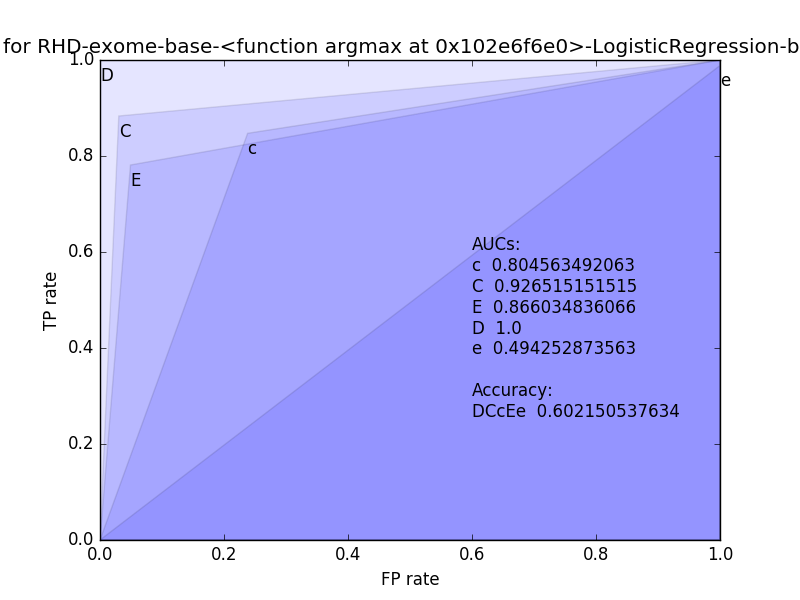 for RHD-exome-base-<function argmax at 0x102e6f6e0>-LogisticRegression-b
1.0
D
e
C
0.8
c
E
0.6
AUCs:
c 0.804563492063
C 0.926515151515
E 0.866034836066
D 1.0
e 0.494252873563
TP rate
0.4
Accuracy:
DCcEe 0.602150537634
0.2
0.0
0.0 0.2 0.4 0.6 0.8 1.0
FP rate